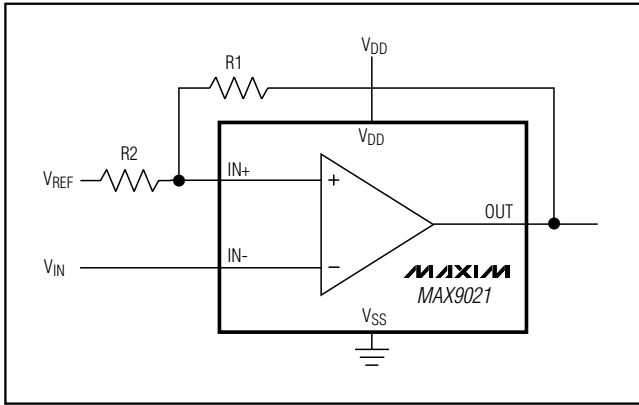 VDD
R1
VDD
R2
VREF
IN+
+
OUT
VIN
IN-
−
MAXIM
MAX9021
VSS